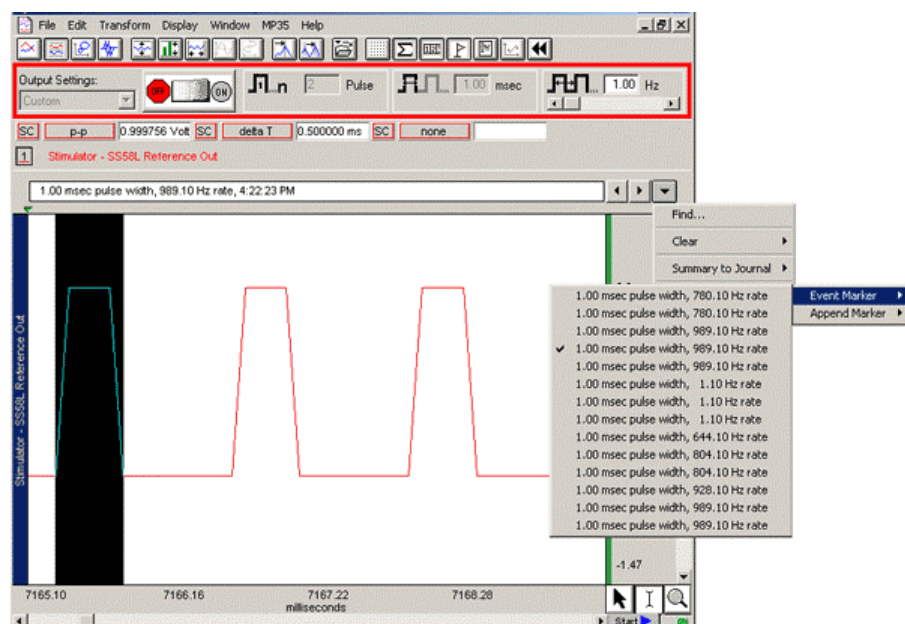 File Edit Transform Display Window MP35 Help
Output Settings:
Custom
OFF
ON
1 n
2 Pulse
1.00 msec
1.00 Hz
SC p-p 0.999756 Volt SC delta T 0.500000 ms SC none
1 Stimulator - SS58L Reference Out
1.00 msec pulse width, 989.10 Hz rate, 4:22:23 PM
Find...
Clear
Summary to Journal
Event Marker
Append Marker
1.00 msec pulse width, 780.10 Hz rate
1.00 msec pulse width, 780.10 Hz rate
1.00 msec pulse width, 989.10 Hz rate
1.00 msec pulse width, 989.10 Hz rate
1.00 msec pulse width, 989.10 Hz rate
1.00 msec pulse width, 1.10 Hz rate
1.00 msec pulse width, 1.10 Hz rate
1.00 msec pulse width, 1.10 Hz rate
1.00 msec pulse width, 644.10 Hz rate
1.00 msec pulse width, 804.10 Hz rate
1.00 msec pulse width, 804.10 Hz rate
1.00 msec pulse width, 928.10 Hz rate
1.00 msec pulse width, 989.10 Hz rate
1.00 msec pulse width, 989.10 Hz rate
Stimulator - SS58L Reference Out
-1.47
7165.10 7166.16 7167.22 7168.28
milliseconds
Start